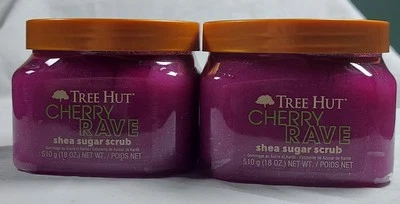 TREE HUT
CHERRY
RAVE
shea sugar scrub
510 g (18 OZ.) NET WT. / POIDS NET
TREE HUT
CHERRY
RAVE
shea sugar scrub
510 g (18 OZ.) NET WT. / POIDS NET